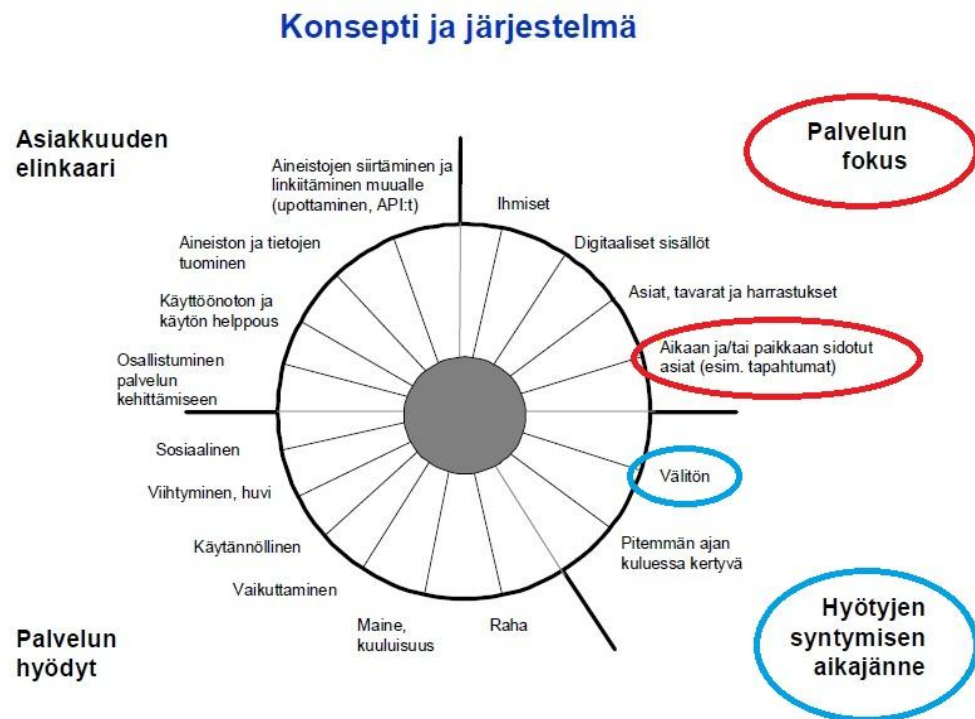 Konsepti ja järjestelmä
Asiakkuuden
elinkaari
Palvelun
fokus
Aineistojen siirtäminen ja
linkiitäminen muualle
(upottaminen, API:t)
Ihmiset
Aineiston ja tietojen
tuominen
Digitaaliset sisällöt
Käyttöönoton ja
käytön helppous
Asiat, tavarat ja harrastukset
Osallistuminen
palvelun
kehittämiseen
Aikaan ja/tai paikkaan sidotut
asiat (esim. tapahtumat)
Sosiaalinen
Välitön
Viihtyminen, huvi
Käytännöllinen
Pitemmän ajan
kuluessa kertyvä
Vaikuttaminen
Maine,
kuuluisuus
Raha
Palvelun
hyödyt
Hyötyjen
syntymisen
aikajänne